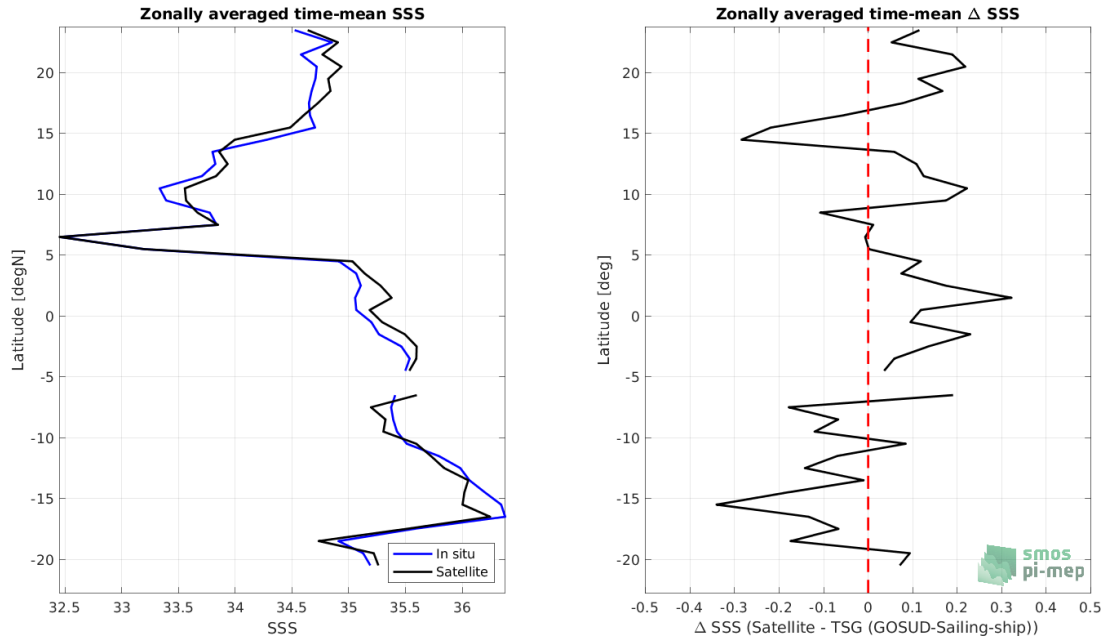 Zonally averaged time-mean SSS
Latitude [degN]
20
15
10
5
0
-5
-10
-15
-20
32.5 33 33.5 34 34.5 35 35.5 36
SSS
In situ
Satellite
Zonally averaged time-mean Δ SSS
Latitude [deg]
20
15
10
5
0
-5
-10
-15
-20
-0.5 -0.4 -0.3 -0.2 -0.1 0 0.1 0.2 0.3 0.4 0.5
Δ SSS (Satellite - TSG (GOSUD-Sailing-ship))
smos
pi-mep